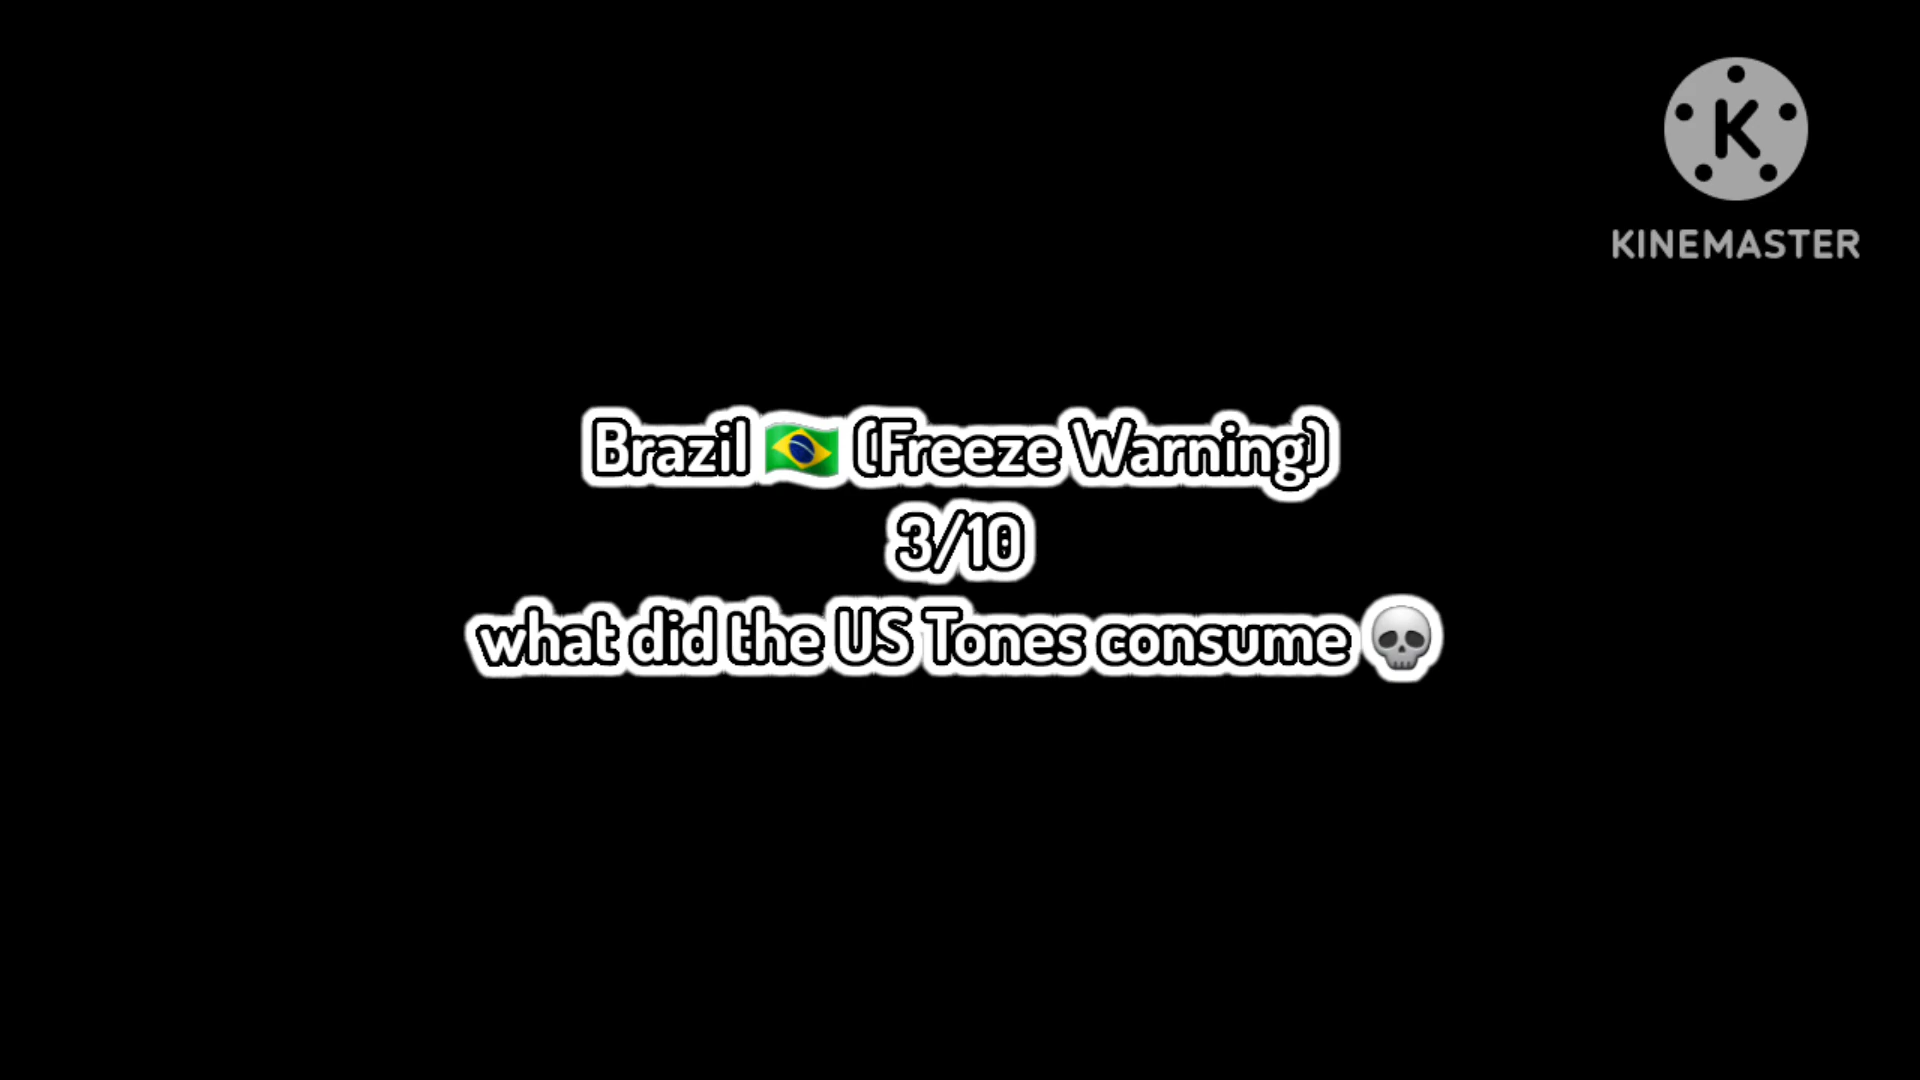 K
KINEMASTER
Brazil 🇧🇷 (Freeze Warning)
3/10
what did the US Tones consume 💀